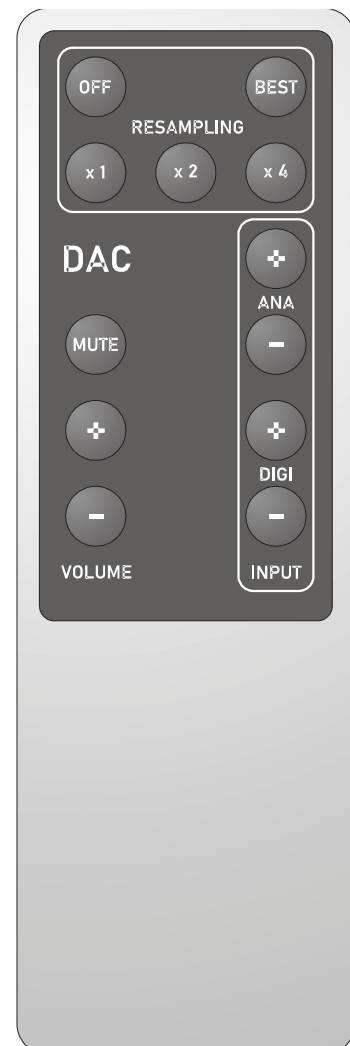 OFF BEST
RESAMPLING
x 1 x 2 x 4
DAC +
ANA
MUTE -
+ +
DIGI
- -
VOLUME INPUT